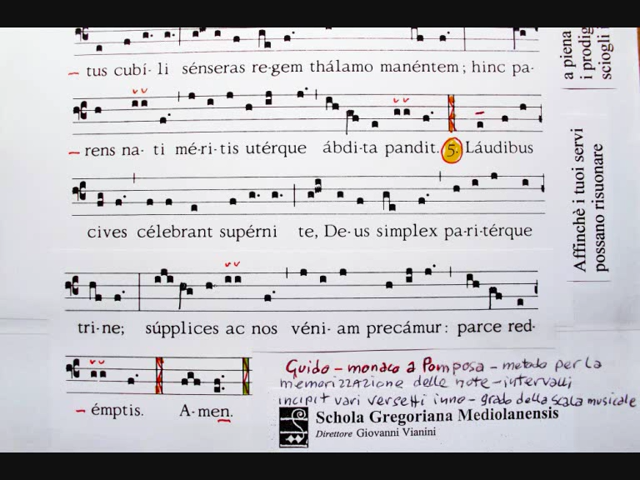 – tus cubí- li sénseras re-gem thálamo manéntem; hinc pa-
– rens na- ti mé-ri-tis utérque ábdi-ta pandit. 5. Láudibus
cives célebrant supérni te, De-us simplex pa-ri-térque
tri-ne; súpplices ac nos véni- am precámur: parce red-
– émptis. A-men.
Guido – monaco a Pomposa – metodo per la
memorizzazione delle note – intervalli
incipit vari versetti inno – grado della scala musicale
Schola Gregoriana Mediolanensis
Direttore Giovanni Vianini
a piena
i prodig
sciogli i
Affinchè i tuoi servi
possano risuonare